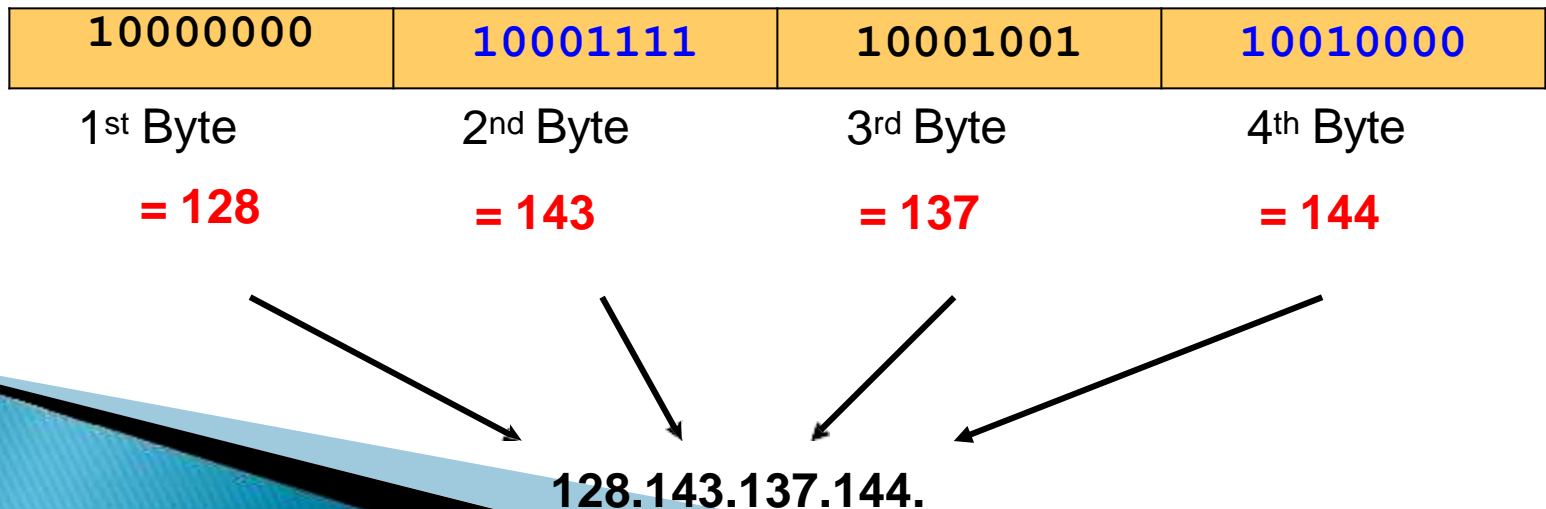 10000000 10001111 10001001 10010000
1st Byte 2nd Byte 3rd Byte 4th Byte
= 128 = 143 = 137 = 144
128.143.137.144.